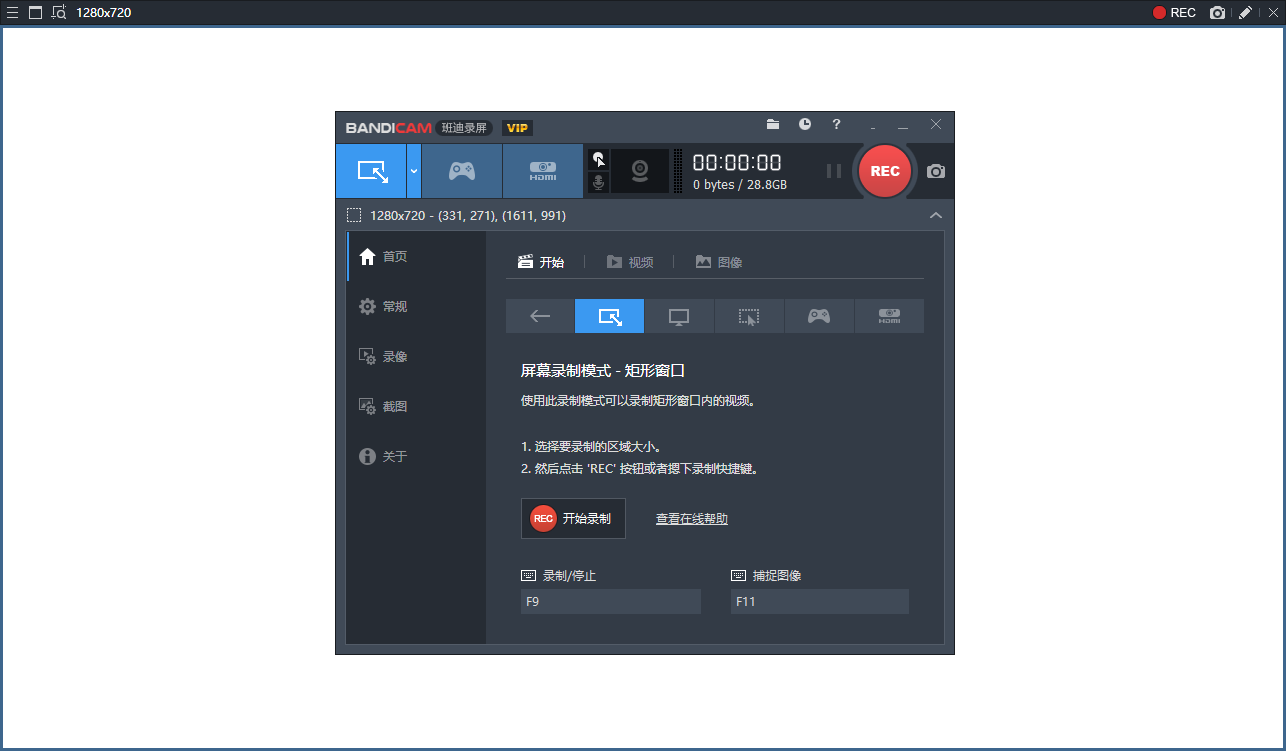 1280x720
REC
BANDICAM 班迪录屏 VIP
HDMI
00:00:00
0 bytes / 28.8GB
REC
1280x720 - (331, 271), (1611, 991)
首页
常规
录像
截图
关于
开始
视频
图像
HDMI
屏幕录制模式 - 矩形窗口
使用此录制模式可以录制矩形窗口内的视频。
1. 选择要录制的区域大小。
2. 然后点击 'REC' 按钮或者摁下录制快捷键。
REC 开始录制
查看在线帮助
录制/停止
捕捉图像
F9
F11